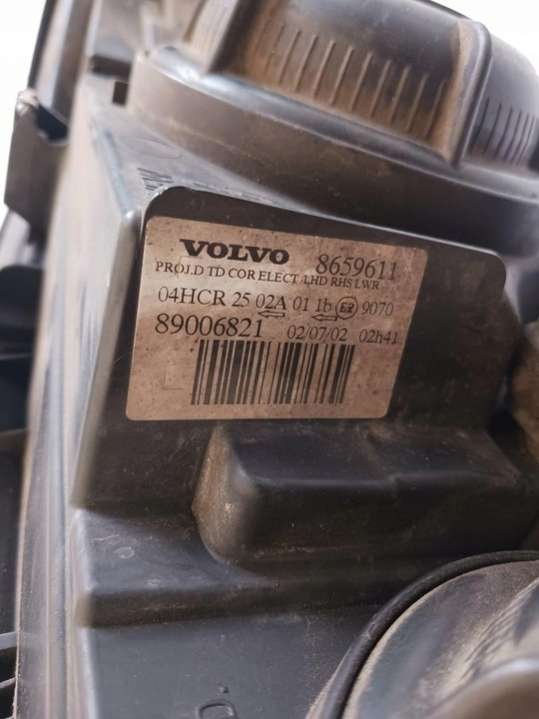 VOLVO 8659611
PROJ.D TD COR ELECT /LHD RHS LWR
04HCR 25 02A 01 1b E2 9070
89006821 02/07/02 02h41